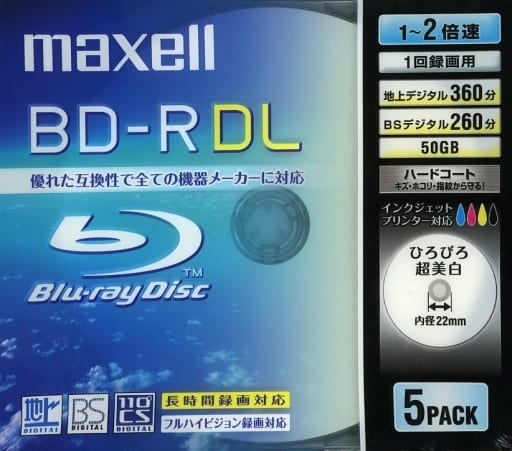 maxell
BD-R DL
優れた互換性で全ての機器メーカーに対応
Blu-ray Disc
TM
地上
DIGITAL
BS
DIGITAL
110
CS
DIGITAL
長時間録画対応
フルハイビジョン録画対応
1～2倍速
1回録画用
地上デジタル360分
BSデジタル260分
50GB
ハードコート
キズ・ホコリ・指紋から守る!
インクジェット
プリンター対応
ひろびろ
超美白
内径22mm
5PACK